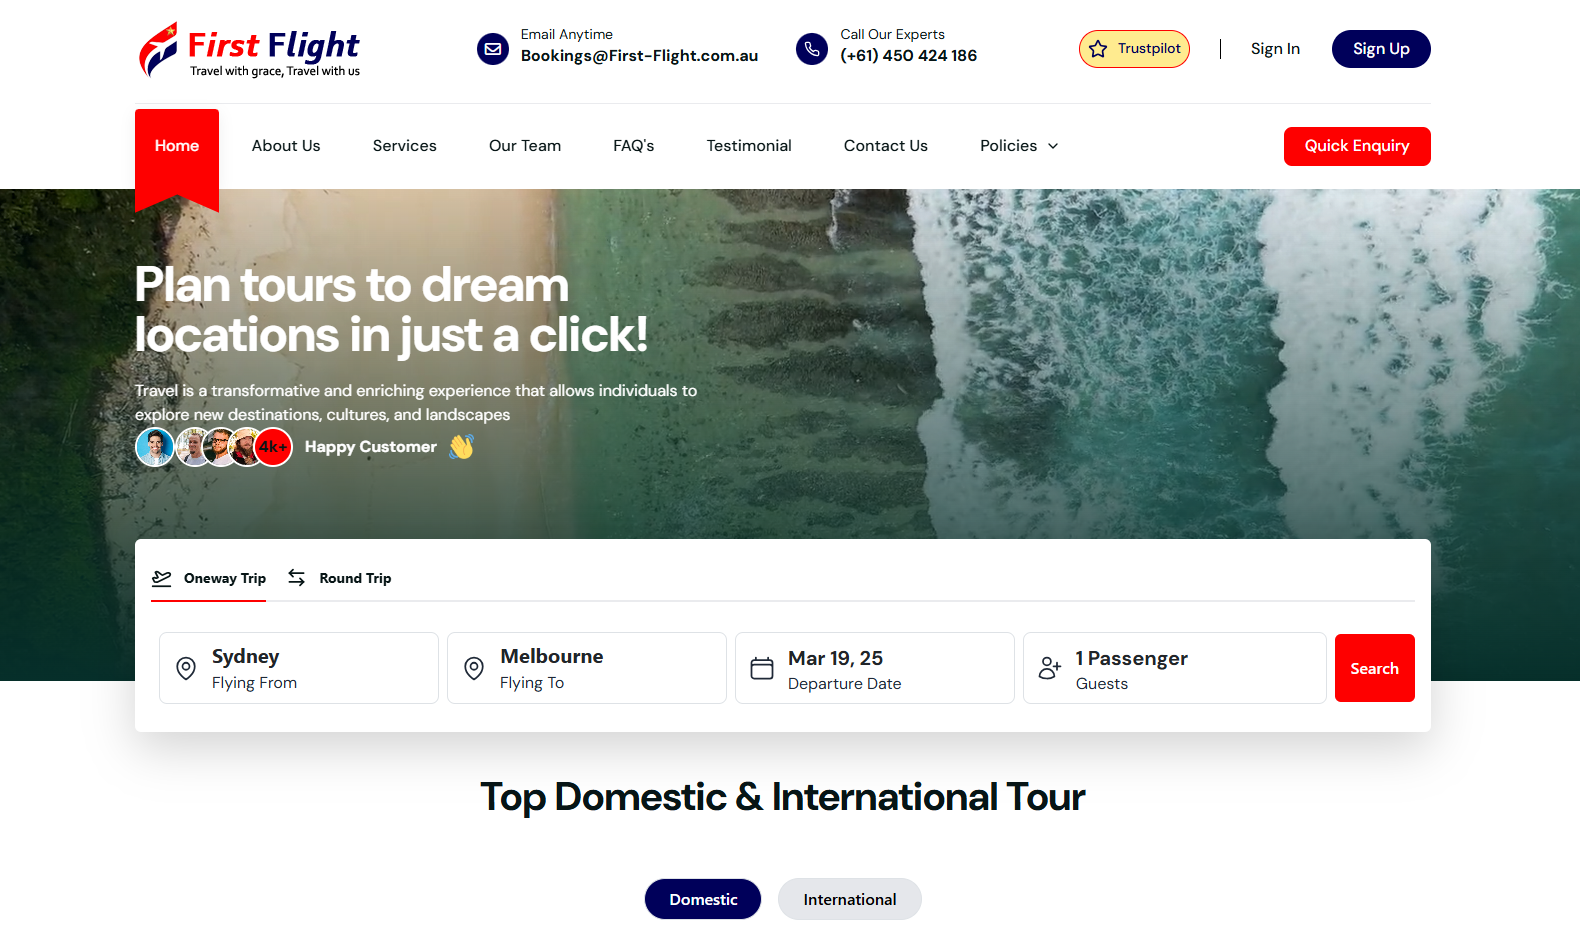 First Flight
Travel with grace, Travel with us
Email Anytime
Bookings@First-Flight.com.au
Call Our Experts
(+61) 450 424 186
Trustpilot
Sign In
Sign Up
Home
About Us
Services
Our Team
FAQ's
Testimonial
Contact Us
Policies
Quick Enquiry
Plan tours to dream
locations in just a click!
Travel is a transformative and enriching experience that allows individuals to
explore new destinations, cultures, and landscapes
4k+
Happy Customer
Oneway Trip
Round Trip
Sydney
Flying From
Melbourne
Flying To
Mar 19, 25
Departure Date
1 Passenger
Guests
Search
Top Domestic & International Tour
Domestic
International